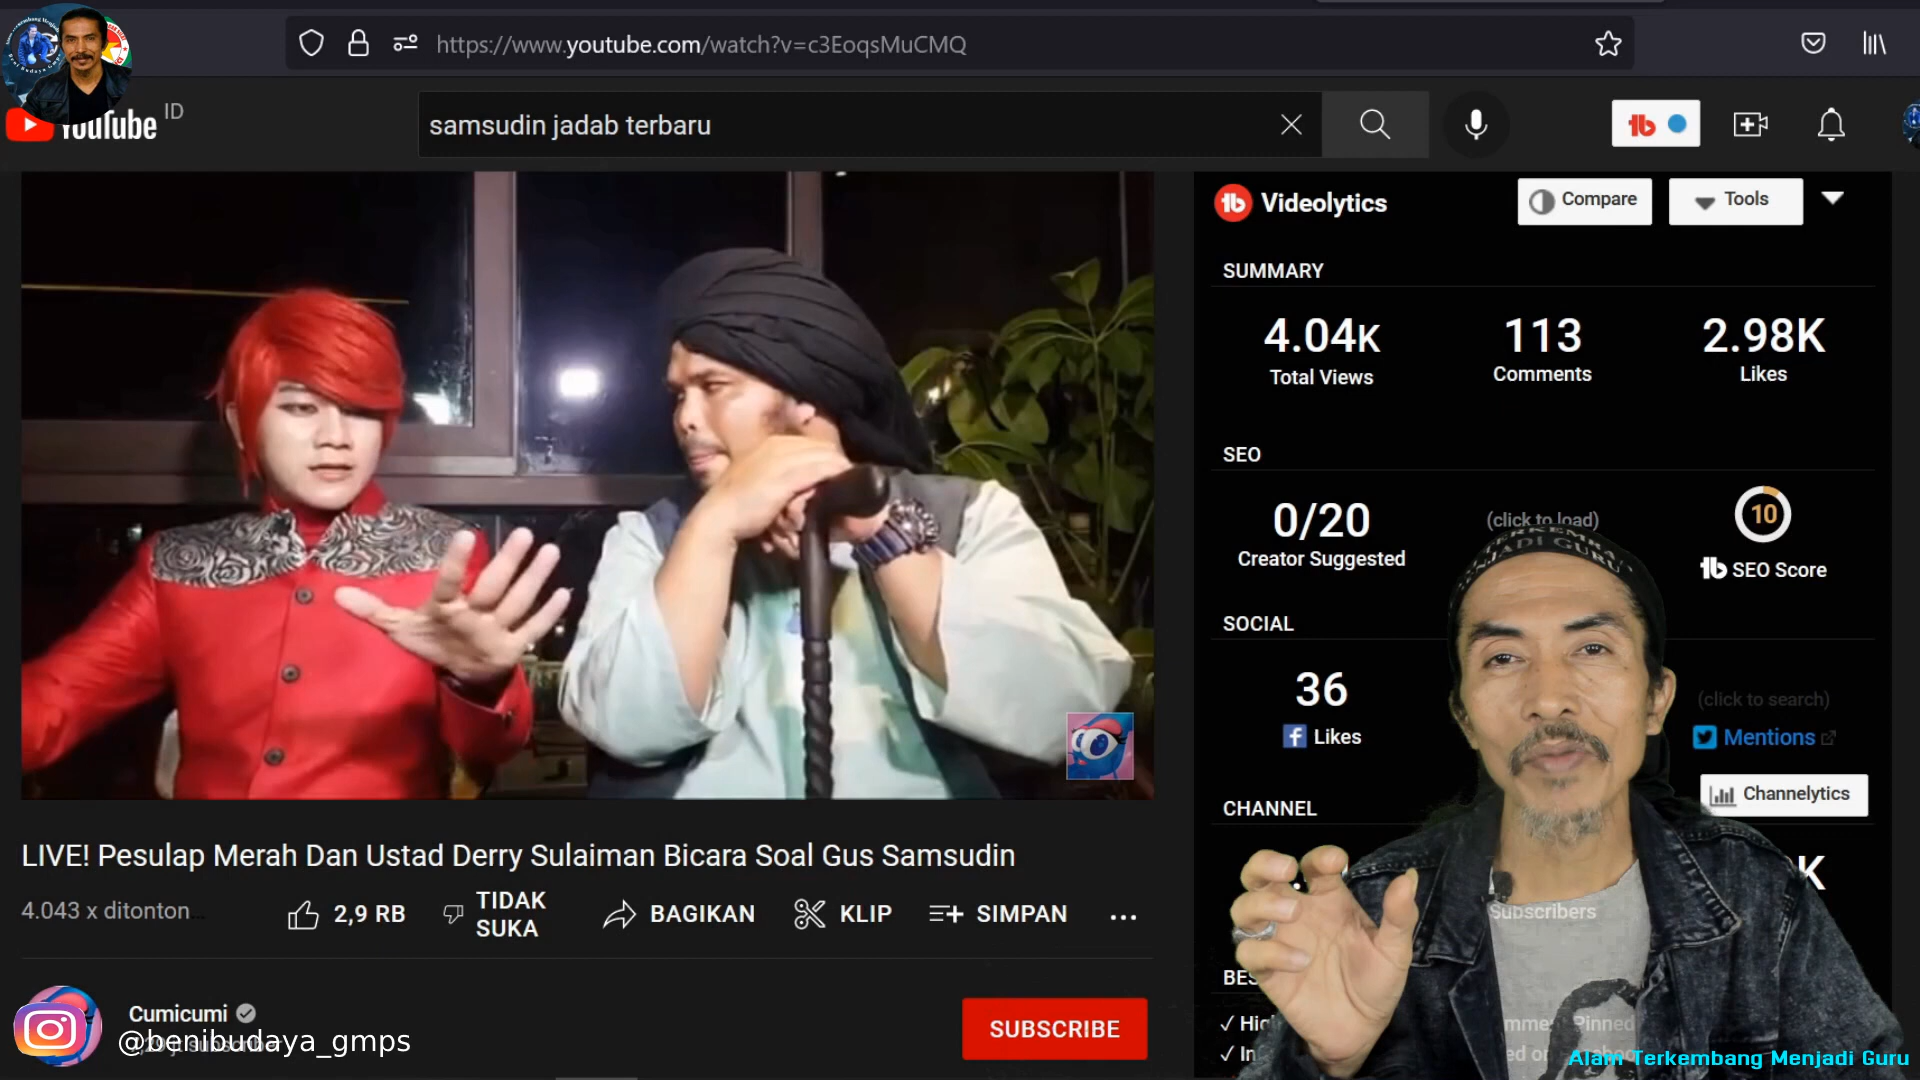 https://www.youtube.com/watch?v=c3EoqsMuCMQ
YouTube ID
samsudin jadab terbaru
Videolytics
Compare
Tools
SUMMARY
4.04K
Total Views
113
Comments
2.98K
Likes
SEO
0/20
Creator Suggested
(click to load)
10
SEO Score
SOCIAL
36
Likes
(click to search)
Mentions
Channelytics
CHANNEL
K
Subscribers
LIVE! Pesulap Merah Dan Ustad Derry Sulaiman Bicara Soal Gus Samsudin
4.043 x ditonton
2,9 RB
TIDAK SUKA
BAGIKAN
KLIP
SIMPAN
...
Cumicumi
@benibudaya_gmps
SUBSCRIBE
Pinned
Alam Terkembang Menjadi Guru